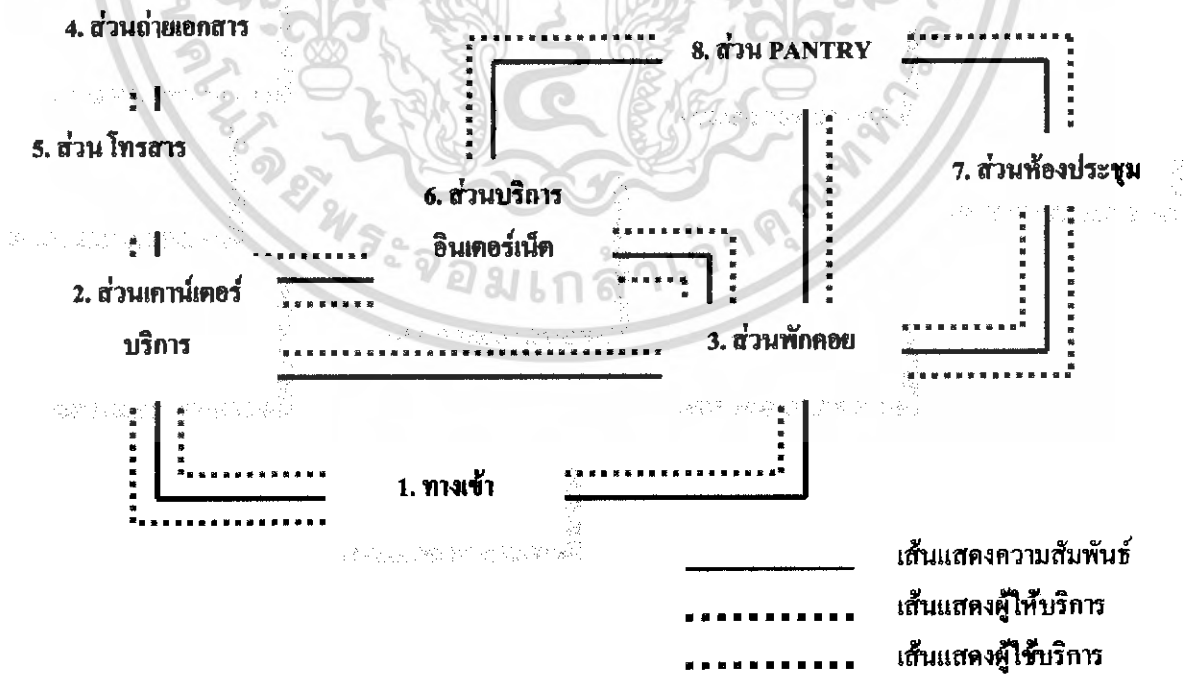 4. ส่วนถ่ายเอกสาร
8. ส่วน PANTRY
5. ส่วนโทรสาร
7. ส่วนห้องประชุม
6. ส่วนบริการ
อินเตอร์เน็ต
2. ส่วนเคาน์เตอร์
บริการ
3. ส่วนพักคอย
1. ทางเข้า
เส้นแสดงความสัมพันธ์
เส้นแสดงผู้ให้บริการ
เส้นแสดงผู้ใช้บริการ